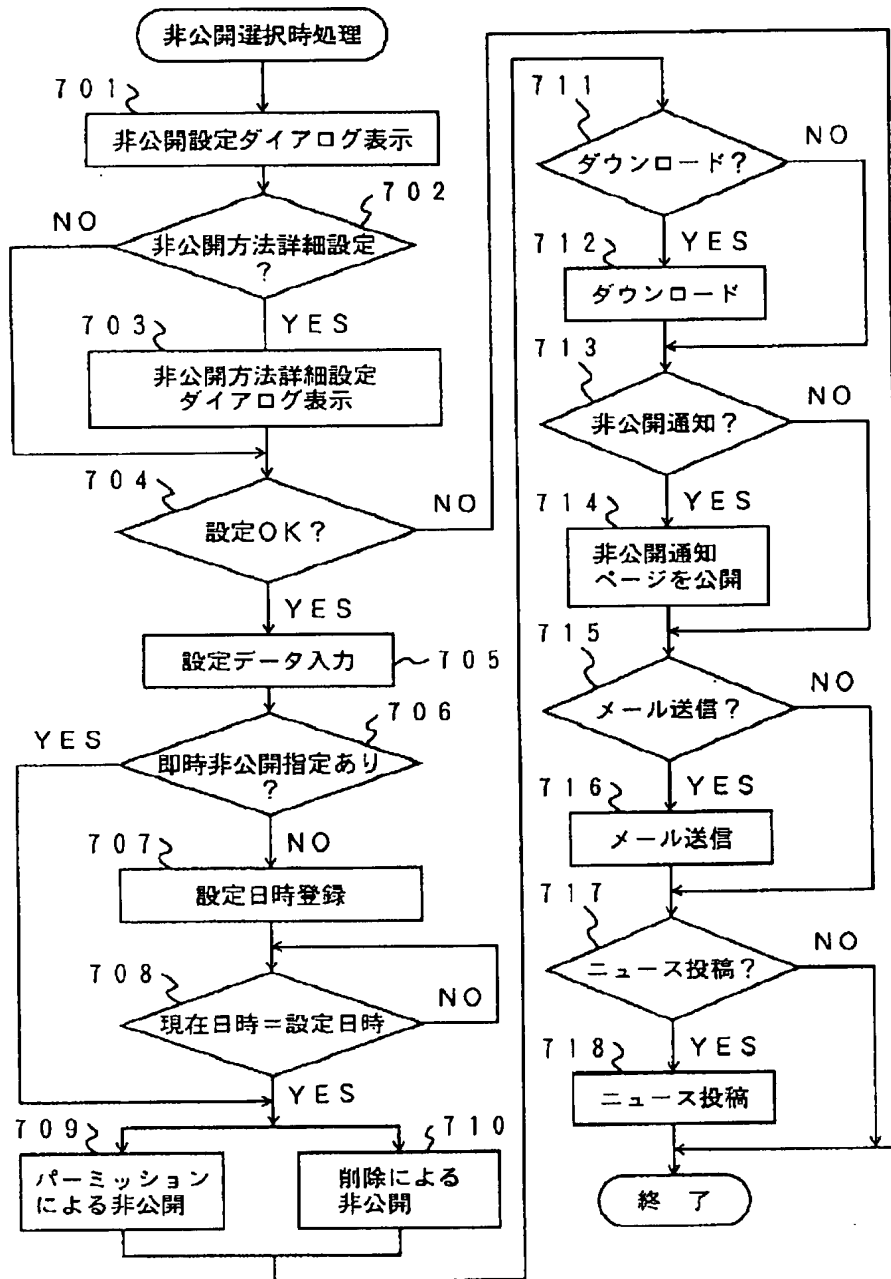 非公開選択時処理
701
非公開設定ダイアログ表示
702
NO
非公開方法詳細設定
?
YES
703
非公開方法詳細設定
ダイアログ表示
704
NO
設定OK?
YES
設定データ入力
705
706
YES
即時非公開指定あり
?
NO
707
設定日時登録
708
NO
現在日時=設定日時
YES
709
パーミッション
による非公開
710
削除による
非公開
711
NO
ダウンロード?
YES
712
ダウンロード
713
NO
非公開通知?
YES
714
非公開通知
ページを公開
715
NO
メール送信?
YES
716
メール送信
717
NO
ニュース投稿?
YES
718
ニュース投稿
終了